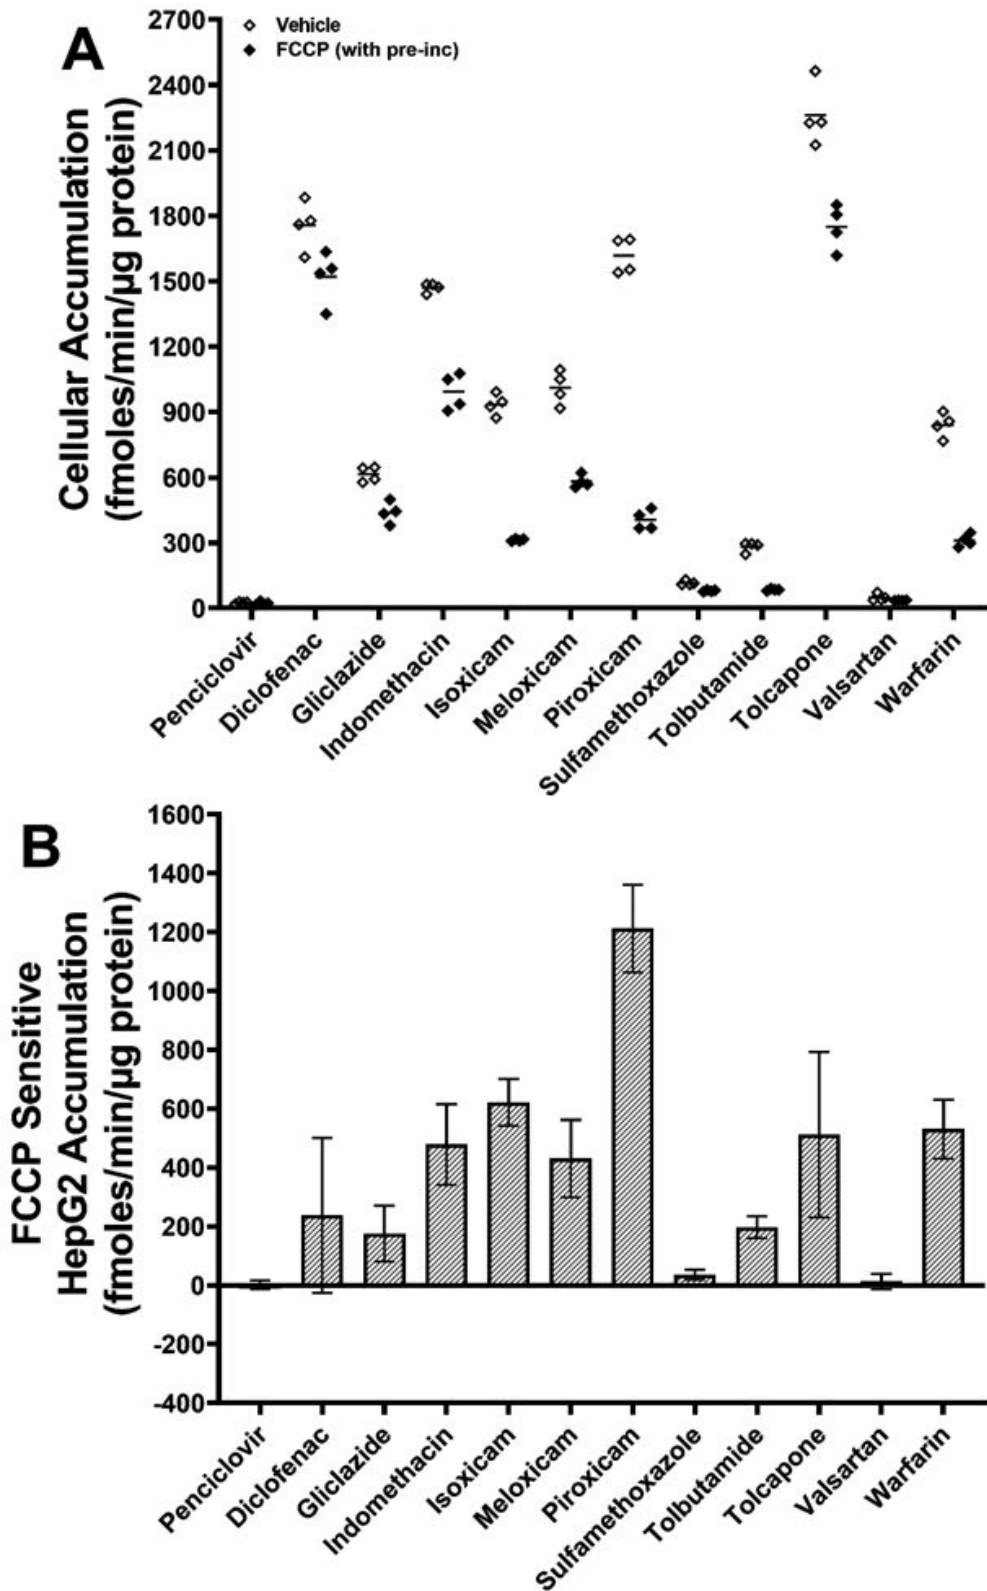 A
Cellular Accumulation
(fmoles/min/µg protein)
2700
2400
2100
1800
1500
1200
900
600
300
0
Vehicle
FCCP (with pre-inc)
Penciclovir
Diclofenac
Gliclazide
Indomethacin
Isoxicam
Meloxicam
Piroxicam
Sulfamethoxazole
Tolbutamide
Tolcapone
Valsartan
Warfarin
B
FCCP Sensitive
HepG2 Accumulation
(fmoles/min/µg protein)
1600
1400
1200
1000
800
600
400
200
0
-200
-400
Penciclovir
Diclofenac
Gliclazide
Indomethacin
Isoxicam
Meloxicam
Piroxicam
Sulfamethoxazole
Tolbutamide
Tolcapone
Valsartan
Warfarin